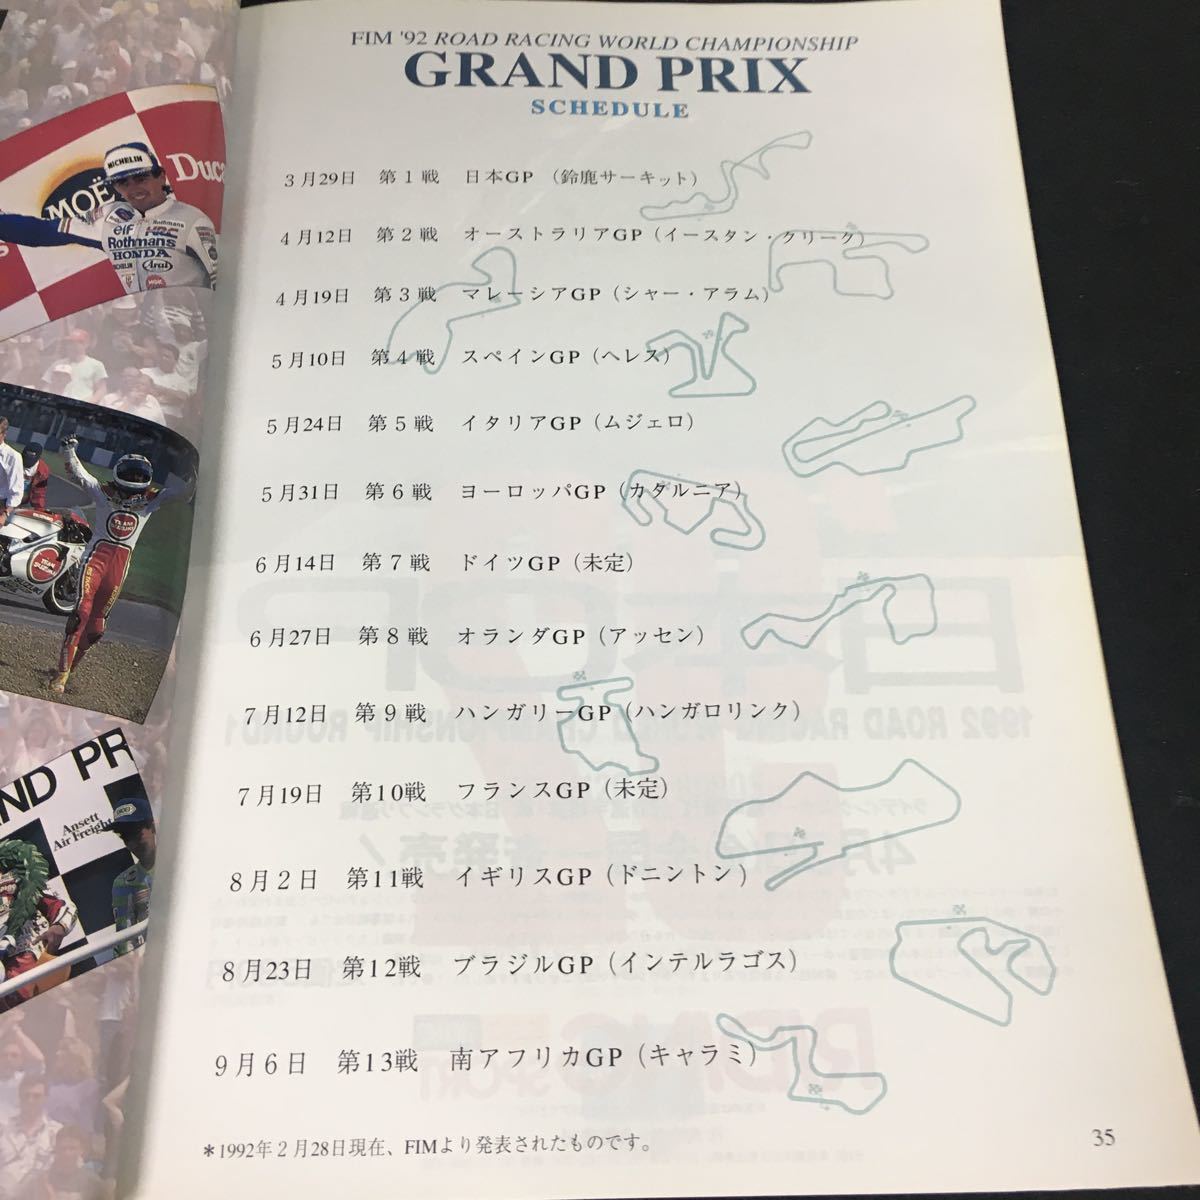 FIM '92 ROAD RACING WORLD CHAMPIONSHIP
GRAND PRIX
SCHEDULE
3月29日 第1戦 日本GP (鈴鹿サーキット)
4月12日 第2戦 オーストラリアGP(イースタン・クリーク)
4月19日 第3戦 マレーシアGP(シャー・アラム)
5月10日 第4戦 スペインGP(ヘレス)
5月24日 第5戦 イタリアGP(ムジェロ)
5月31日 第6戦 ヨーロッパGP(カタルニア)
6月14日 第7戦 ドイツGP(未定)
6月27日 第8戦 オランダGP(アッセン)
7月12日 第9戦 ハンガリーGP(ハンガロリンク)
7月19日 第10戦 フランスGP(未定)
8月2日 第11戦 イギリスGP(ドニントン)
8月23日 第12戦 ブラジルGP(インテルラゴス)
9月6日 第13戦 南アフリカGP(キャラミ)
*1992年2月28日現在、FIMより発表されたものです。
35
MICHELIN
MOË
Duca
elf
Rothmans
HRC
Rothmans
HONDA
Arai
TEAM
SUZUKI
TEAM
SUZUKI
ND PR
Ansett
Air Freight